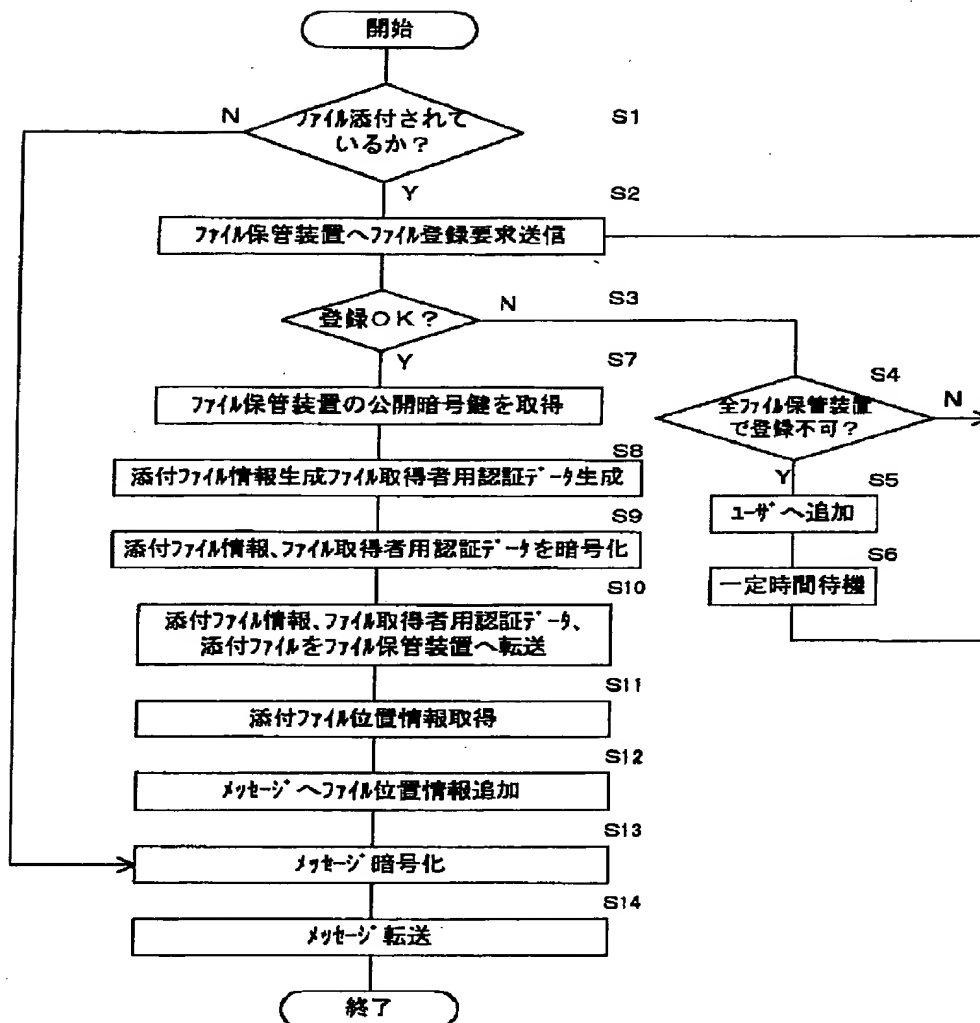 開始
N
ファイル添付されて
いるか?
S1
Y
S2
ファイル保管装置へファイル登録要求送信
登録OK?
N
S3
Y
S7
ファイル保管装置の公開暗号鍵を取得
S4
全ファイル保管装置
で登録不可?
N
Y
S8
添付ファイル情報生成ファイル取得者用認証データ生成
S5
ユーザへ追加
S9
添付ファイル情報、ファイル取得者用認証データを暗号化
S6
一定時間待機
S10
添付ファイル情報、ファイル取得者用認証データ、
添付ファイルをファイル保管装置へ転送
S11
添付ファイル位置情報取得
S12
メッセージへファイル位置情報追加
S13
メッセージ暗号化
S14
メッセージ転送
終了